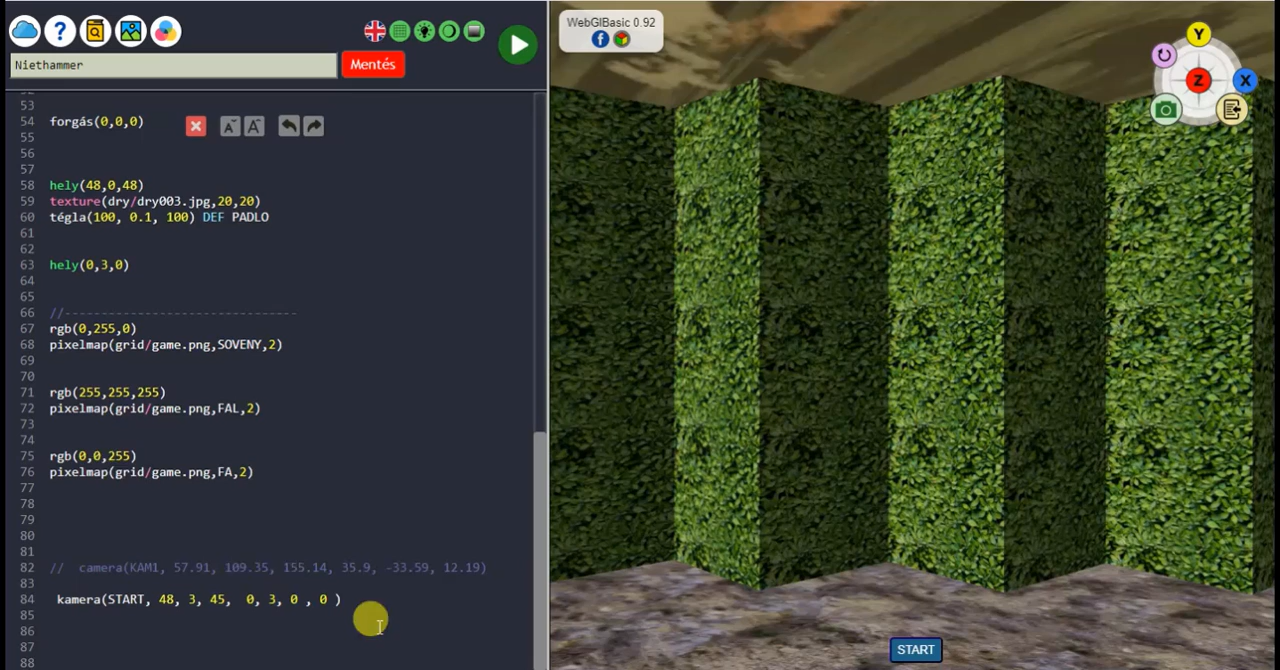 WebGlBasic 0.92
Niethammer
Mentés
Y
X
Z
53
54 forgás(0,0,0)
55
56
57
58 hely(48,0,48)
59 texture(dry/dry003.jpg,20,20)
60 tégla(100, 0.1, 100) DEF PADLO
61
62
63 hely(0,3,0)
64
65
66 //--------------------------------
67 rgb(0,255,0)
68 pixelmap(grid/game.png,SOVENY,2)
69
70
71 rgb(255,255,255)
72 pixelmap(grid/game.png,FAL,2)
73
74
75 rgb(0,0,255)
76 pixelmap(grid/game.png,FA,2)
77
78
79
80
81
82 // camera(KAM1, 57.91, 109.35, 155.14, 35.9, -33.59, 12.19)
83
84 kamera(START, 48, 3, 45, 0, 3, 0 , 0 )
85
86
87
88
START